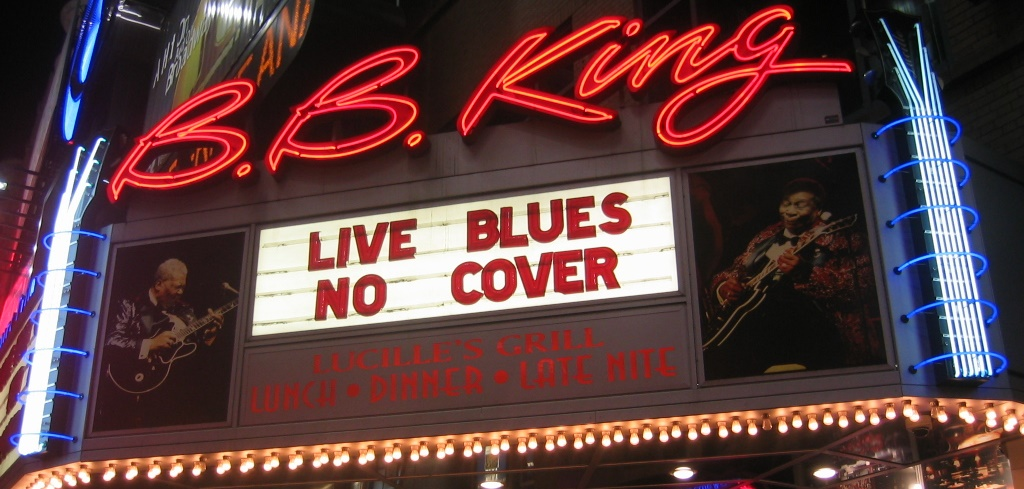 B.B. King
LIVE BLUES
NO COVER
LUCILLE'S GRILL
LUNCH • DINNER • LATE NITE